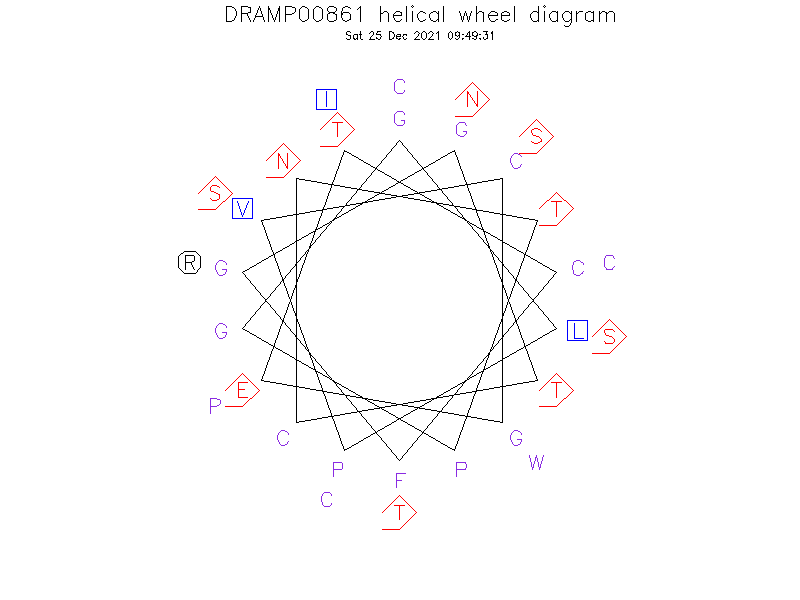 DRAMP00861 helical wheel diagram
Sat 25 Dec 2021 09:49:31
C
I
N
T
G
G
S
N
C
S
V
T
R
G
C
C
G
L
S
P
E
T
C
G
P
F
P
W
C
T